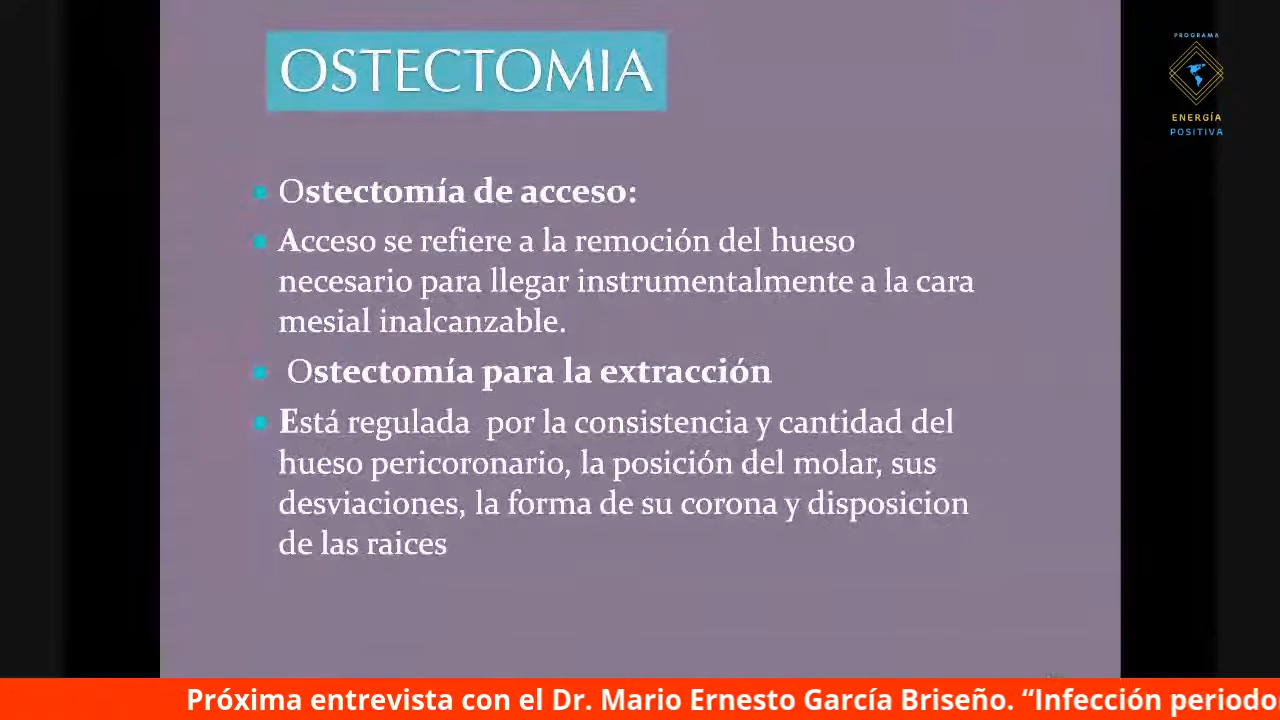 OSTECTOMIA
PROGRAMA
ENERGÍA
POSITIVA
Ostectomía de acceso:
Acceso se refiere a la remoción del hueso
necesario para llegar instrumentalmente a la cara
mesial inalcanzable.
Ostectomía para la extracción
Está regulada por la consistencia y cantidad del
hueso pericoronario, la posición del molar, sus
desviaciones, la forma de su corona y disposicion
de las raices
Próxima entrevista con el Dr. Mario Ernesto García Briseño. “Infección periodo